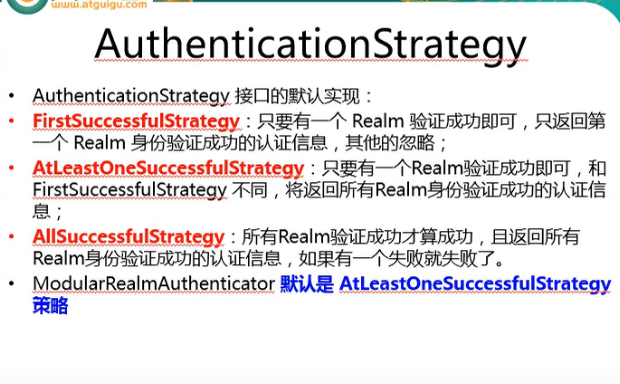 www.atguigu.com
AuthenticationStrategy
• AuthenticationStrategy 接口的默认实现：
• FirstSuccessfulStrategy：只要有一个 Realm 验证成功即可，只返回第
一个 Realm 身份验证成功的认证信息，其他的忽略；
• AtLeastOneSuccessfulStrategy：只要有一个Realm验证成功即可，和
FirstSuccessfulStrategy 不同，将返回所有Realm身份验证成功的认证信
息；
• AllSuccessfulStrategy：所有Realm验证成功才算成功，且返回所有
Realm身份验证成功的认证信息，如果有一个失败就失败了。
• ModularRealmAuthenticator 默认是 AtLeastOneSuccessfulStrategy
策略